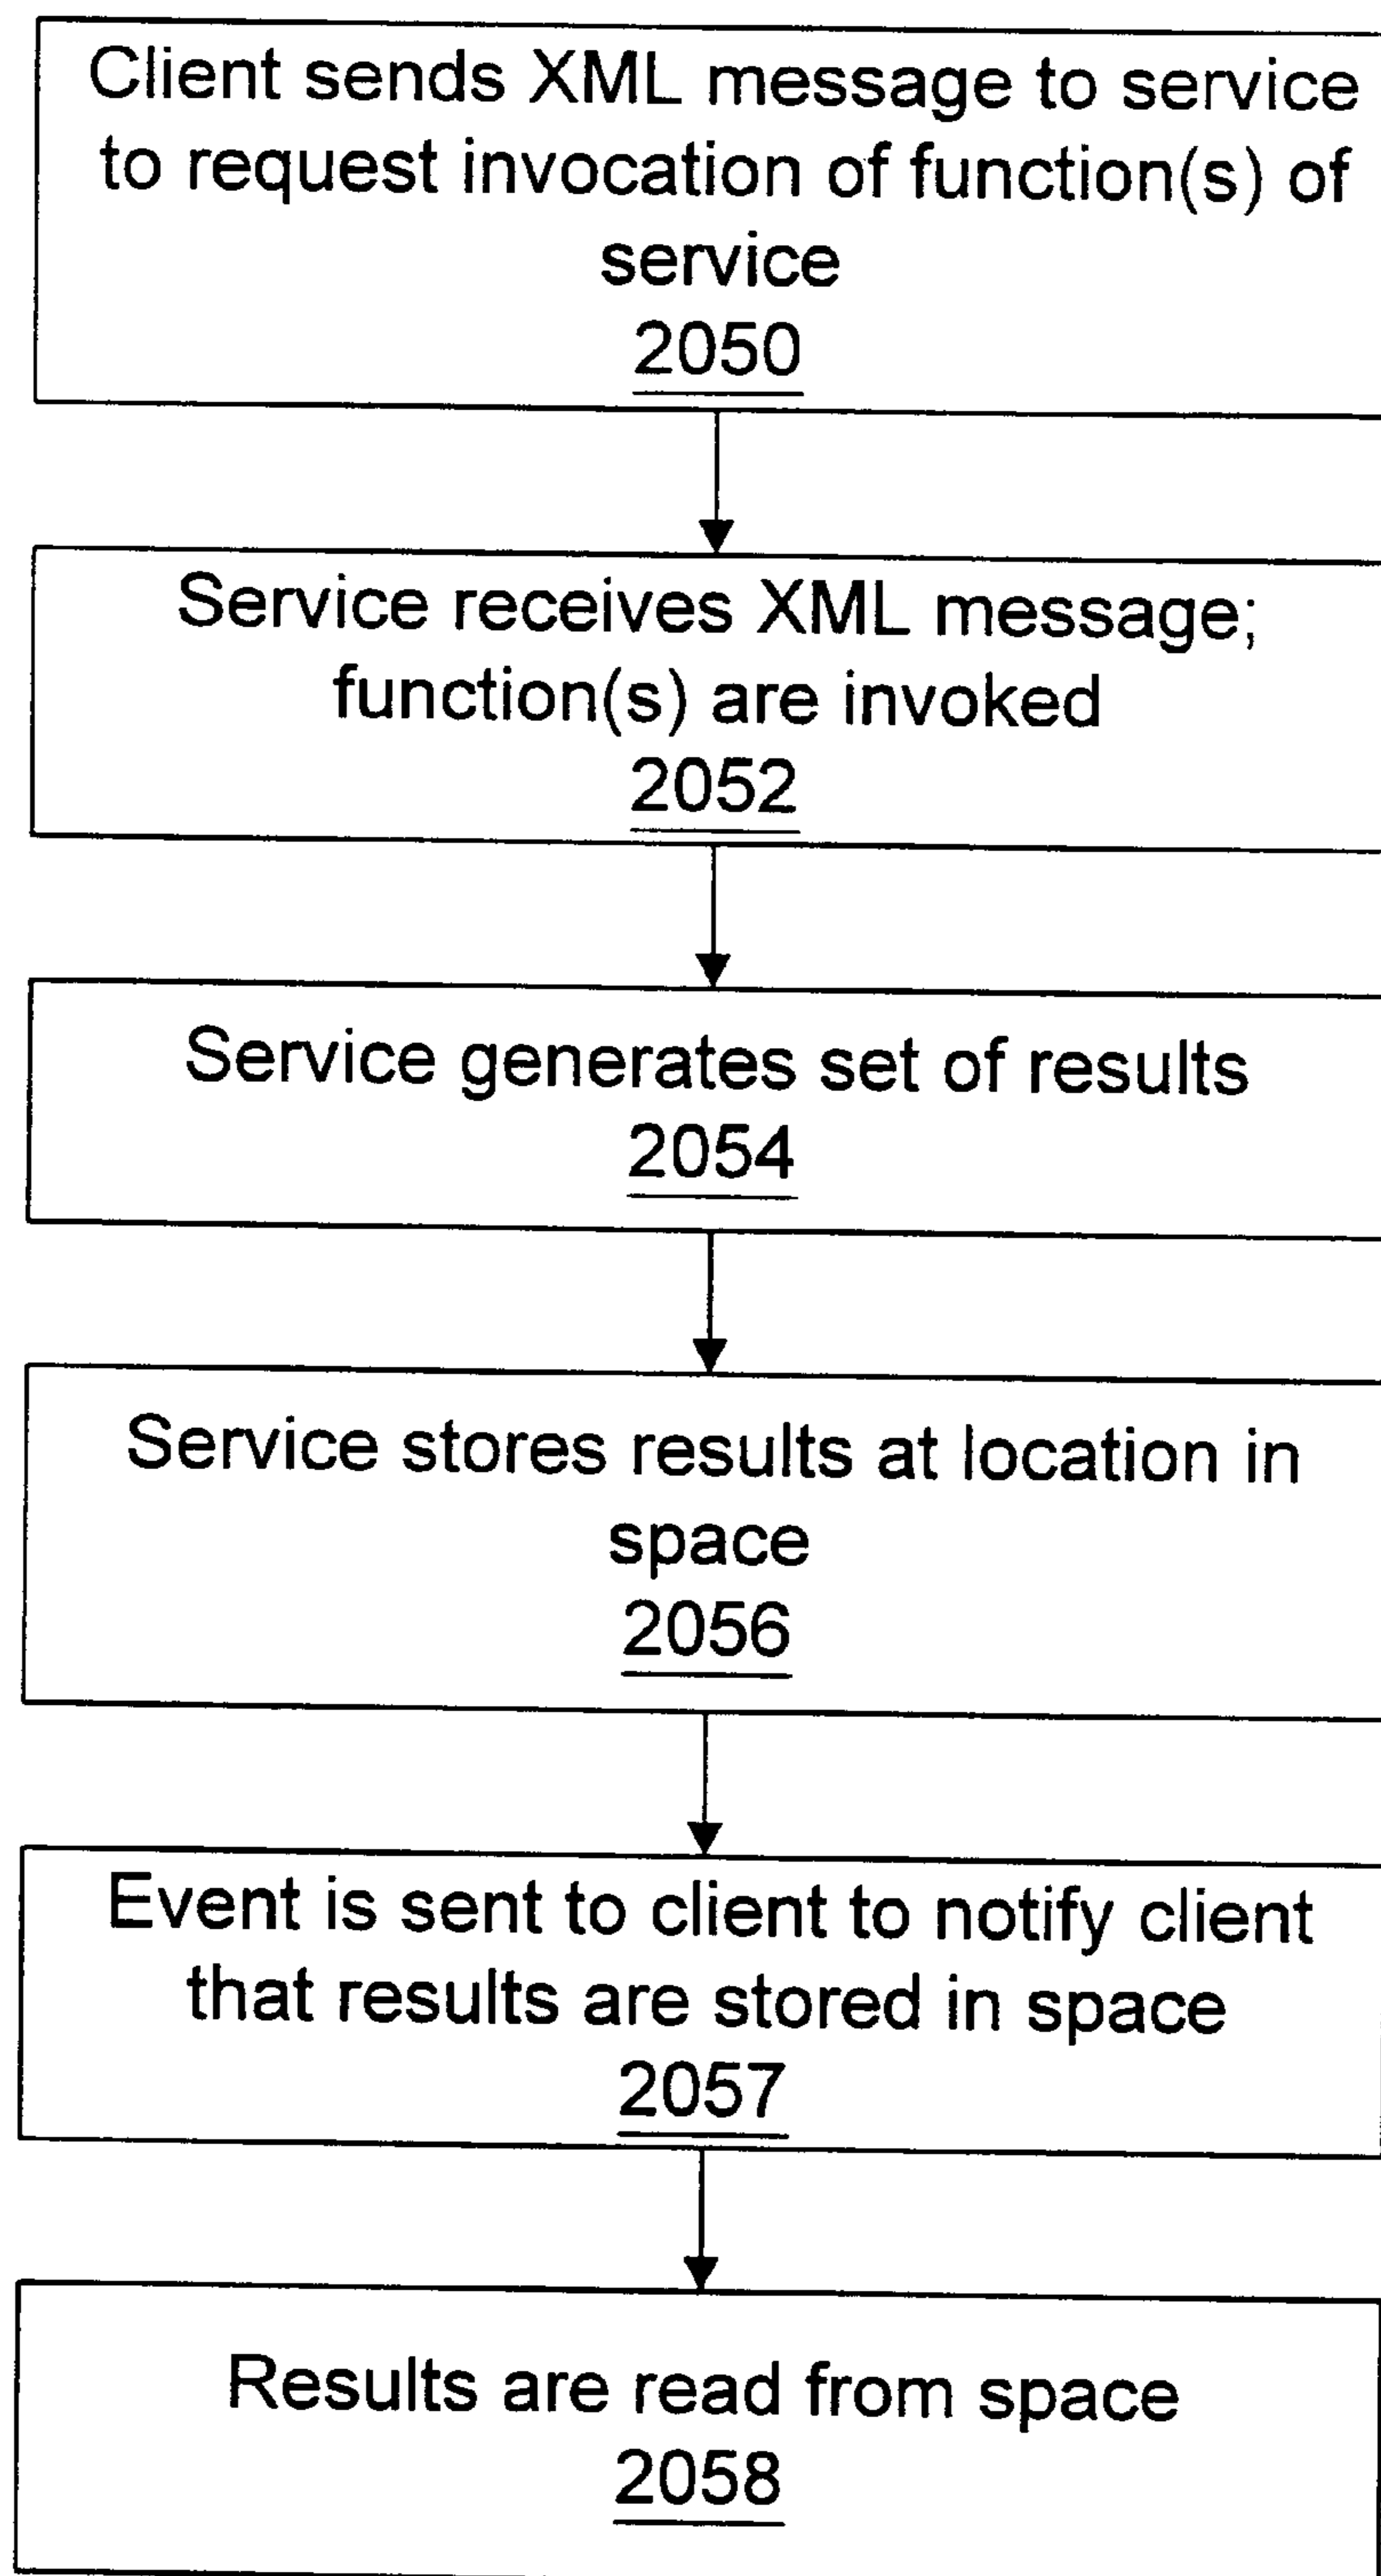 Client sends XML message to service
to request invocation of function(s) of
service
2050
Service receives XML message;
function(s) are invoked
2052
Service generates set of results
2054
Service stores results at location in
space
2056
Event is sent to client to notify client
that results are stored in space
2057
Results are read from space
2058